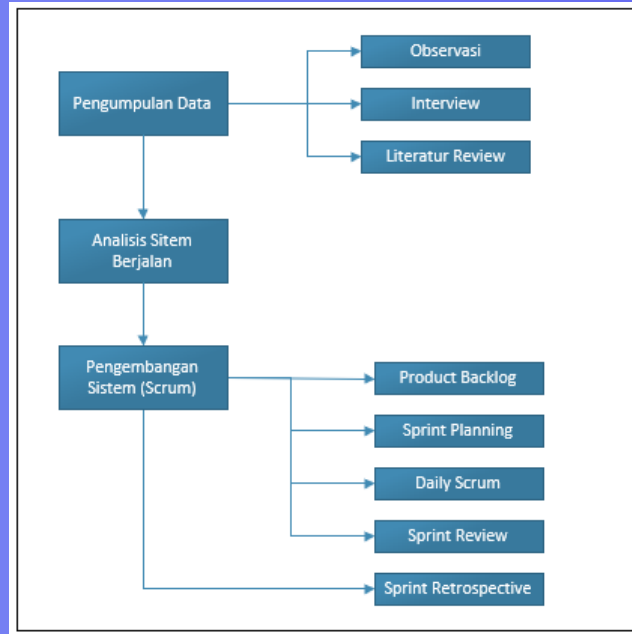 Pengumpulan Data
Observasi
Interview
Literatur Review
Analisis Sitem
Berjalan
Pengembangan
Sistem (Scrum)
Product Backlog
Sprint Planning
Daily Scrum
Sprint Review
Sprint Retrospective